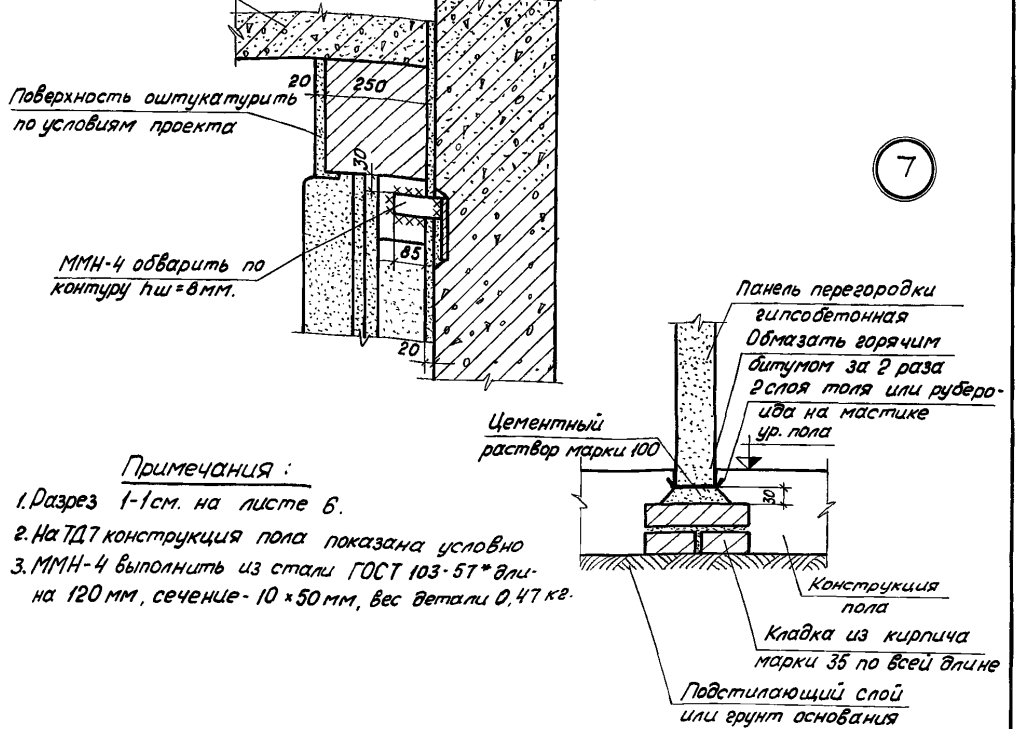 20
250
Поверхность оштукатурить
по условиям проекта
30
85
ММН-4 обварить по
контуру hш=8мм.
20
7
Панель перегородки
гипсобетонная
Обмазать горячим
битумом за 2 раза
2 слоя толя или руберо-
ида на мастике
ур. пола
Цементный
раствор марки 100
30
Примечания :
1. Разрез 1-1 см. на листе 6.
2. На ТД7 конструкция пола показана условно
3. ММН-4 выполнить из стали ГОСТ 103-57* дли-
на 120 мм, сечение - 10 × 50 мм, вес детали 0,47 кг.
Конструкция
пола
Кладка из кирпича
марки 35 по всей длине
Подстилающий слой
или грунт основания